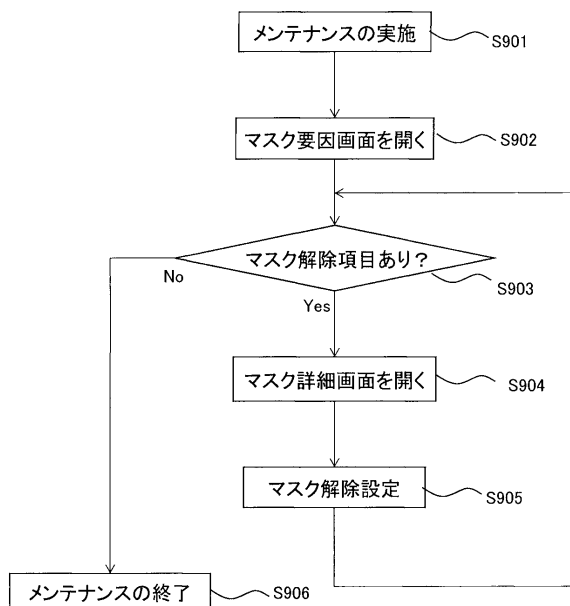 メンテナンスの実施
S901
マスク要因画面を開く
S902
マスク解除項目あり？
S903
No
Yes
マスク詳細画面を開く
S904
マスク解除設定
S905
メンテナンスの終了
S906